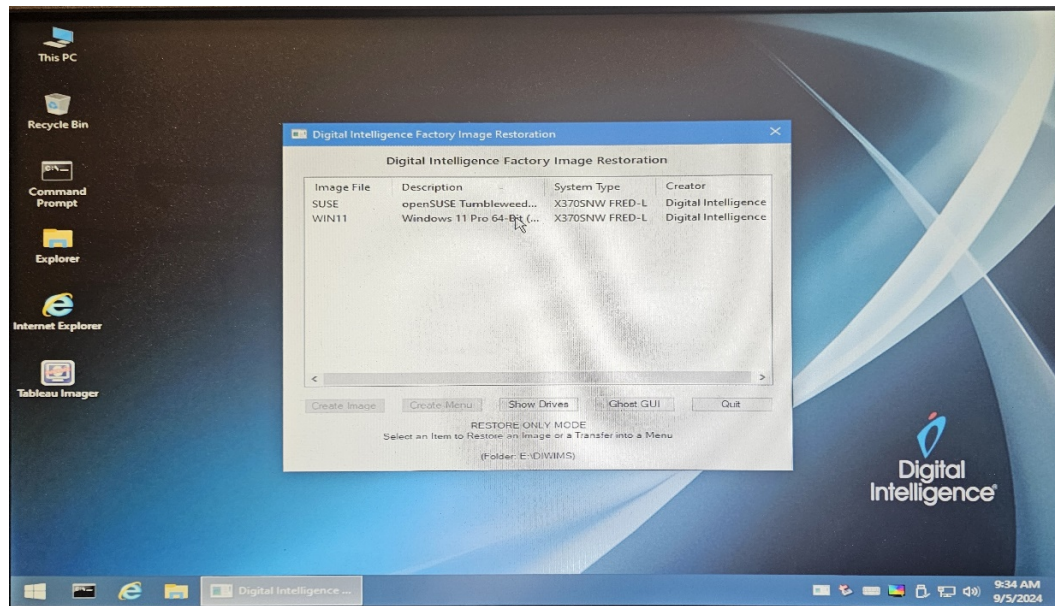 This PC
Recycle Bin
Command
Prompt
Explorer
Internet Explorer
Tableau Imager
Digital Intelligence Factory Image Restoration
Digital Intelligence Factory Image Restoration
Image File Description System Type Creator
SUSE openSUSE Tumbleweed... X370SNW FRED-L Digital Intelligence
WIN11 Windows 11 Pro 64-Bit (... X370SNW FRED-L Digital Intelligence
Create Image Create Menu Show Drives Ghost GUI Quit
RESTORE ONLY MODE
Select an Item to Restore an Image or a Transfer into a Menu
(Folder: E:\DIWIMS)
Digital
Intelligence®
Digital Intelligence ...
9:34 AM
9/5/2024